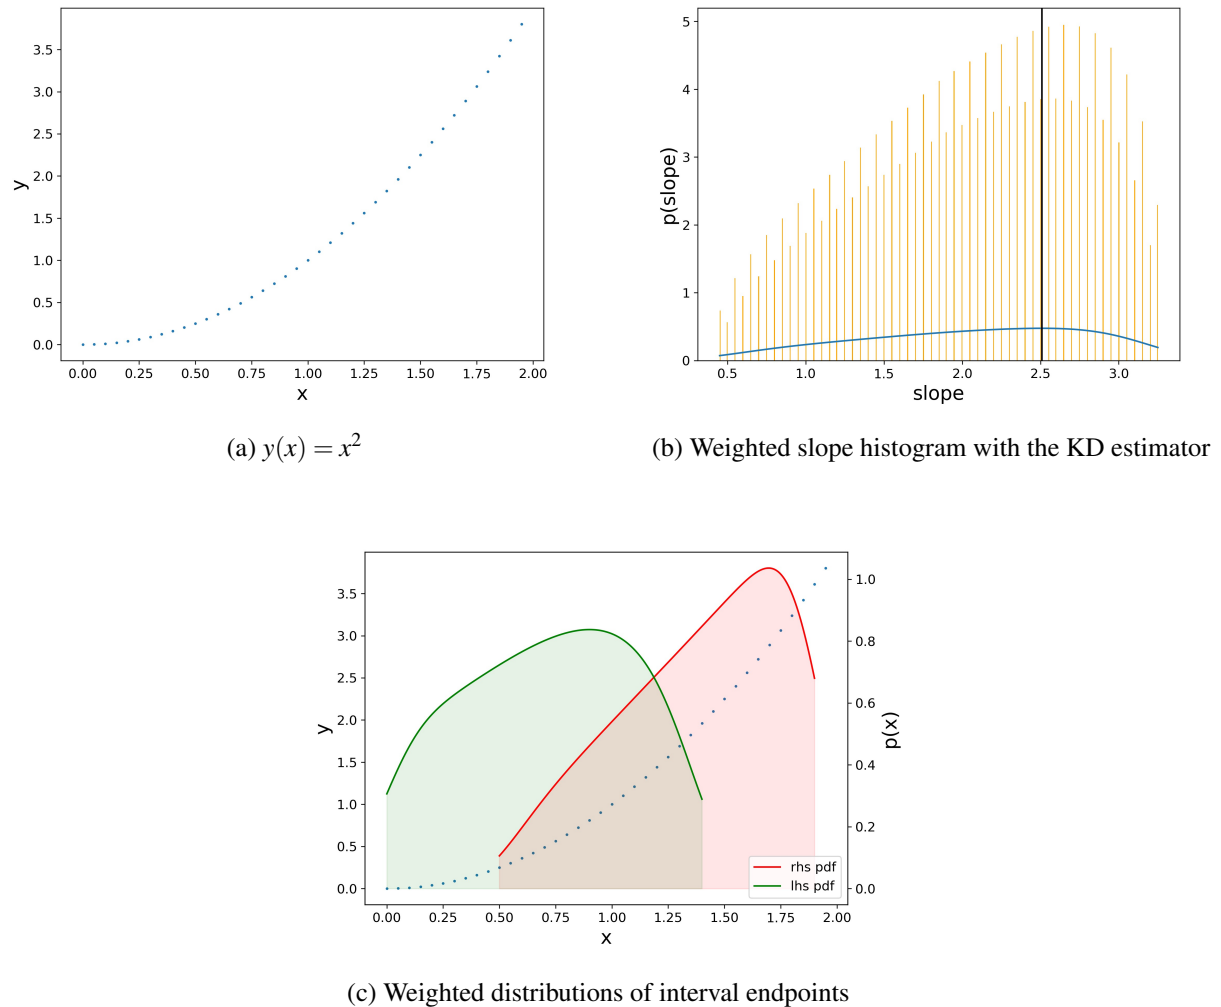 3.5
3.0
2.5
2.0
1.5
1.0
0.5
0.0
y
0.00 0.25 0.50 0.75 1.00 1.25 1.50 1.75 2.00
x
(a) y(x) = x²
5
4
3
2
1
0
p(slope)
0.5 1.0 1.5 2.0 2.5 3.0
slope
(b) Weighted slope histogram with the KD estimator
3.5
3.0
2.5
2.0
1.5
1.0
0.5
0.0
y
1.0
0.8
0.6
0.4
0.2
0.0
p(x)
rhs pdf
lhs pdf
0.00 0.25 0.50 0.75 1.00 1.25 1.50 1.75 2.00
x
(c) Weighted distributions of interval endpoints